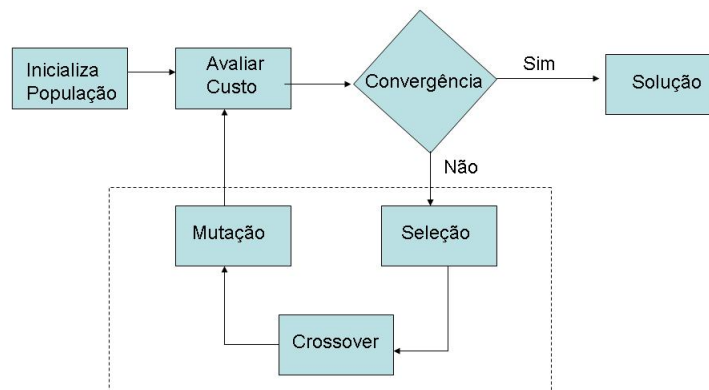 Inicializa
População
Avaliar
Custo
Convergência
Sim
Solução
Não
Mutação
Seleção
Crossover